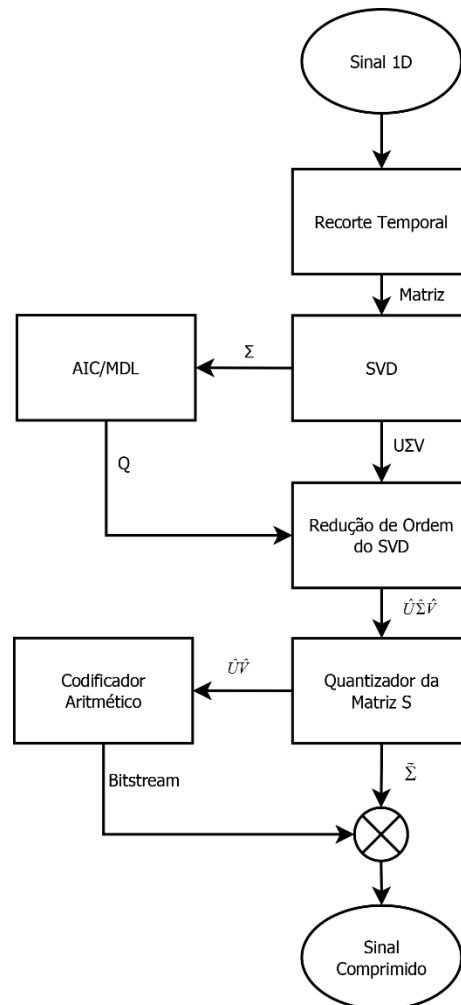 Sinal 1D
Recorte Temporal
Matriz
AIC/MDL
Σ
SVD
Q
UΣV
Redução de Ordem
do SVD
ÛΣ̂V̂
Codificador
Aritmético
ÛV̂
Quantizador da
Matriz S
Bitstream
Σ̃
Sinal
Comprimido